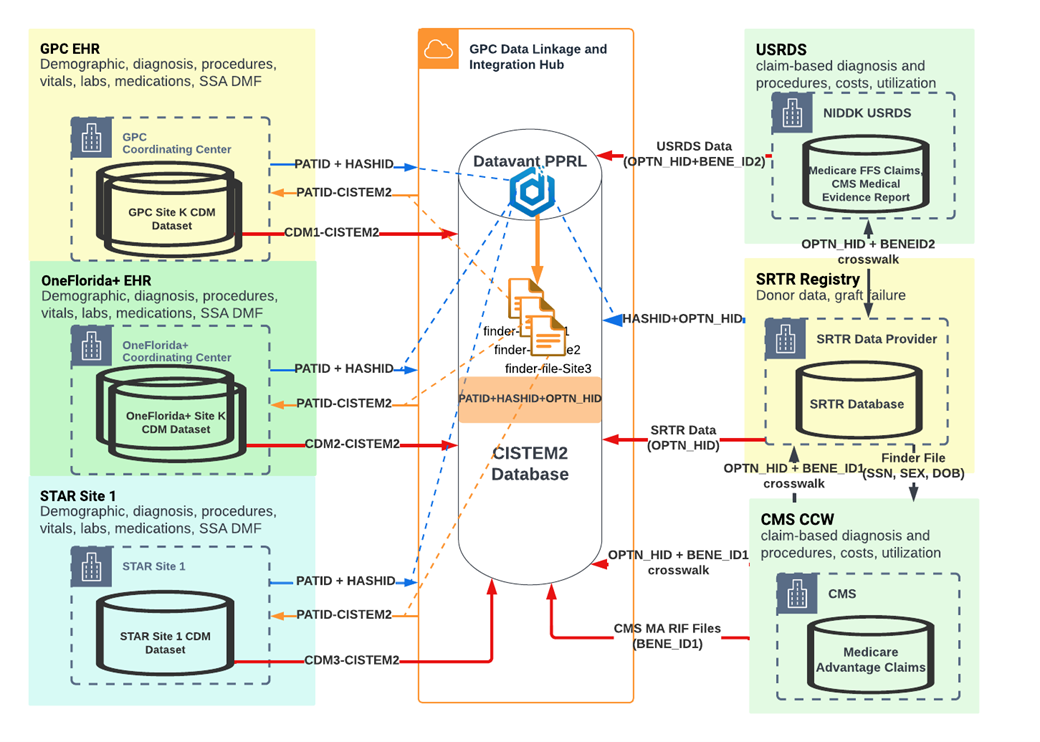 GPC EHR
Demographic, diagnosis, procedures,
vitals, labs, medications, SSA DMF
GPC
Coordinating Center
GPC Site K CDM
Dataset
OneFlorida+ EHR
Demographic, diagnosis, procedures,
vitals, labs, medications, SSA DMF
OneFlorida+
Coordinating Center
OneFlorida+ Site K
CDM Dataset
STAR Site 1
Demographic, diagnosis, procedures,
vitals, labs, medications, SSA DMF
STAR Site 1
STAR Site 1 CDM
Dataset
PATID + HASHID
PATID-CISTEM2
CDM1-CISTEM2
PATID + HASHID
PATID-CISTEM2
CDM2-CISTEM2
PATID + HASHID
PATID-CISTEM2
CDM3-CISTEM2
GPC Data Linkage and
Integration Hub
Datavant PPRL
finder-
1
finder-
e2
finder-file-Site3
PATID+HASHID+OPTN_HID
CISTEM2
Database
USRDS Data
(OPTN_HID+BENE_ID2)
HASHID+OPTN_HID
SRTR Data
(OPTN_HID)
OPTN_HID + BENE_ID1
crosswalk
CMS MA RIF Files
(BENE_ID1)
USRDS
claim-based diagnosis and
procedures, costs, utilization
NIDDK USRDS
Medicare FFS Claims,
CMS Medical
Evidence Report
OPTN_HID + BENEID2
crosswalk
SRTR Registry
Donor data, graft failure
SRTR Data Provider
SRTR Database
OPTN_HID + BENE_ID1
crosswalk
Finder File
(SSN, SEX, DOB)
CMS CCW
claim-based diagnosis and
procedures, costs, utilization
CMS
Medicare
Advantage Claims